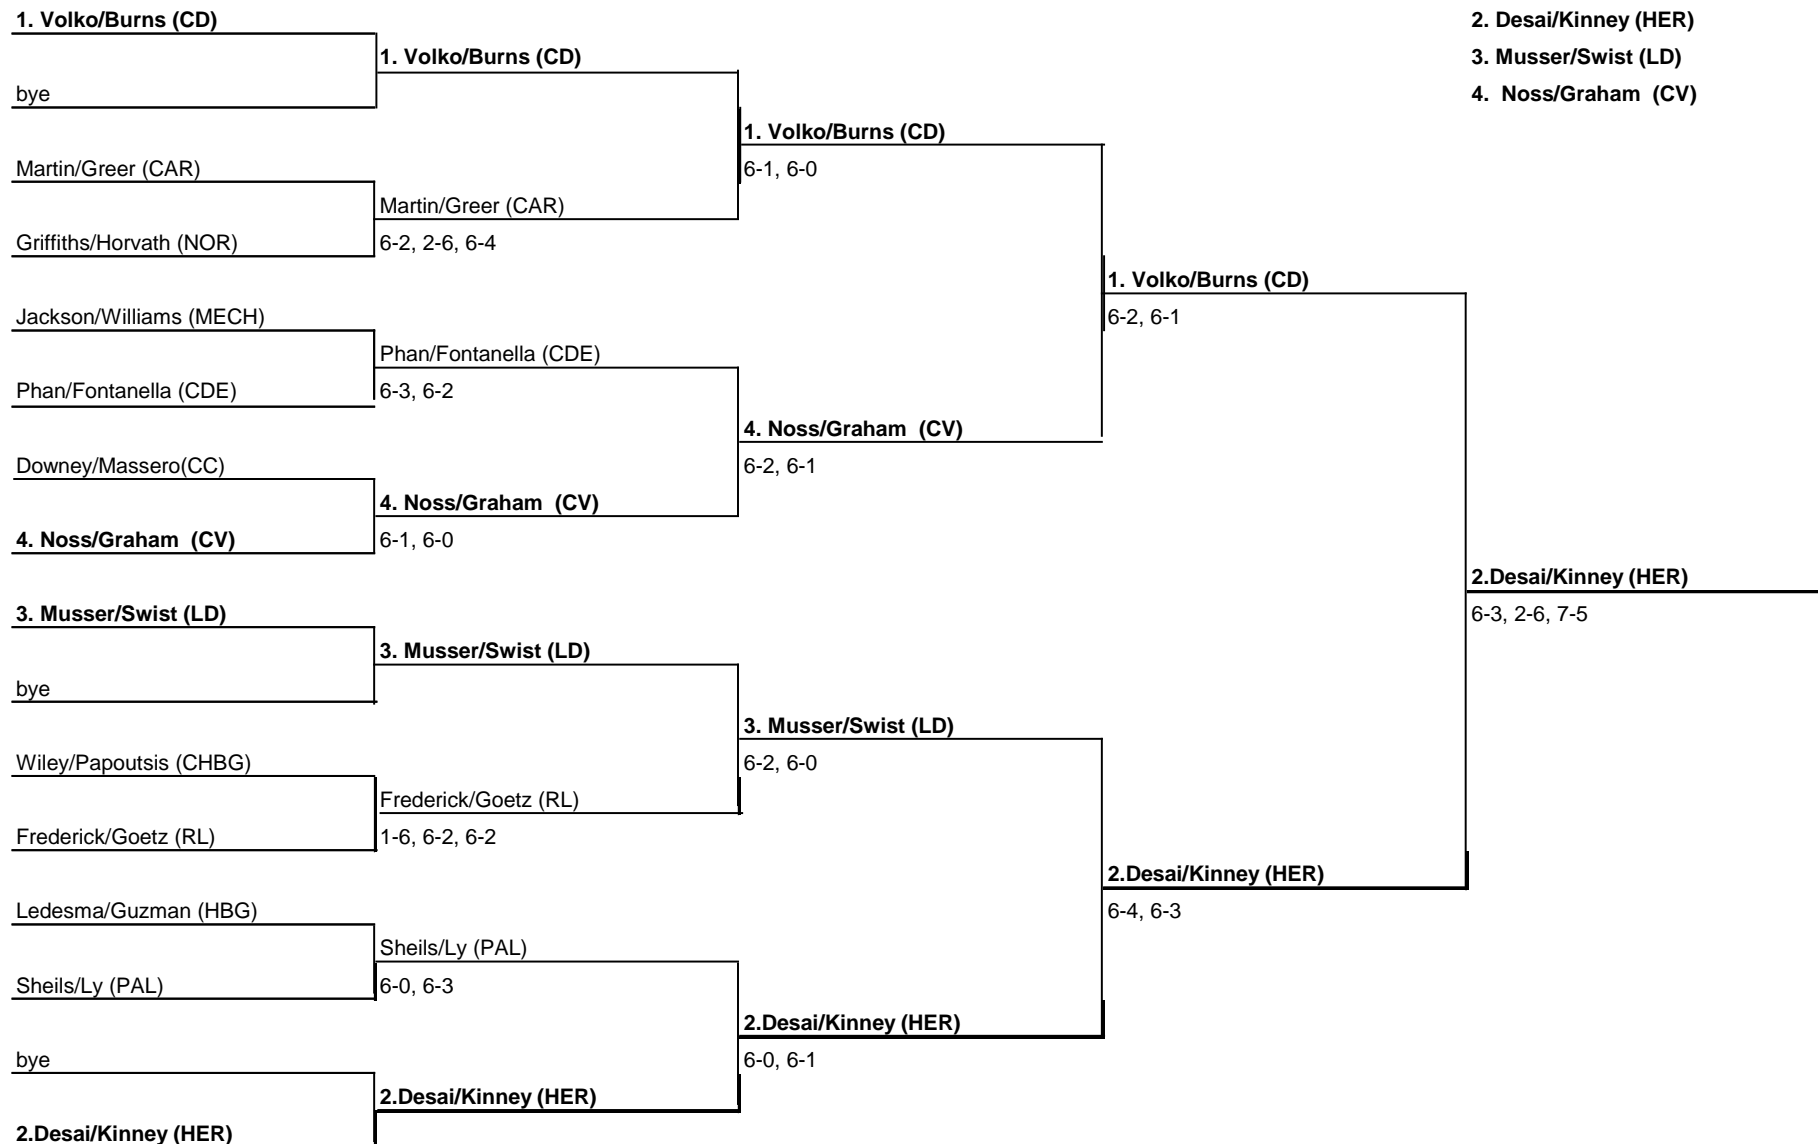 1. Volko/Burns (CD)
2. Desai/Kinney (HER)
1. Volko/Burns (CD)
3. Musser/Swist (LD)
bye
4.  Noss/Graham  (CV)
1. Volko/Burns (CD)
Martin/Greer (CAR)
6-1, 6-0
Martin/Greer (CAR)
Griffiths/Horvath (NOR)
6-2, 2-6, 6-4
1. Volko/Burns (CD)
Jackson/Williams (MECH)
6-2, 6-1
Phan/Fontanella (CDE)
Phan/Fontanella (CDE)
6-3, 6-2
4. Noss/Graham  (CV)
Downey/Massero(CC)
6-2, 6-1
4. Noss/Graham  (CV)
4. Noss/Graham  (CV)
6-1, 6-0
2.Desai/Kinney (HER)
3. Musser/Swist (LD)
6-3, 2-6, 7-5
3. Musser/Swist (LD)
bye
3. Musser/Swist (LD)
Wiley/Papoutsis (CHBG)
6-2, 6-0
Frederick/Goetz (RL)
Frederick/Goetz (RL)
1-6, 6-2, 6-2
2.Desai/Kinney (HER)
Ledesma/Guzman (HBG)
6-4, 6-3
Sheils/Ly (PAL)
Sheils/Ly (PAL)
6-0, 6-3
2.Desai/Kinney (HER)
bye
6-0, 6-1
2.Desai/Kinney (HER)
2.Desai/Kinney (HER)